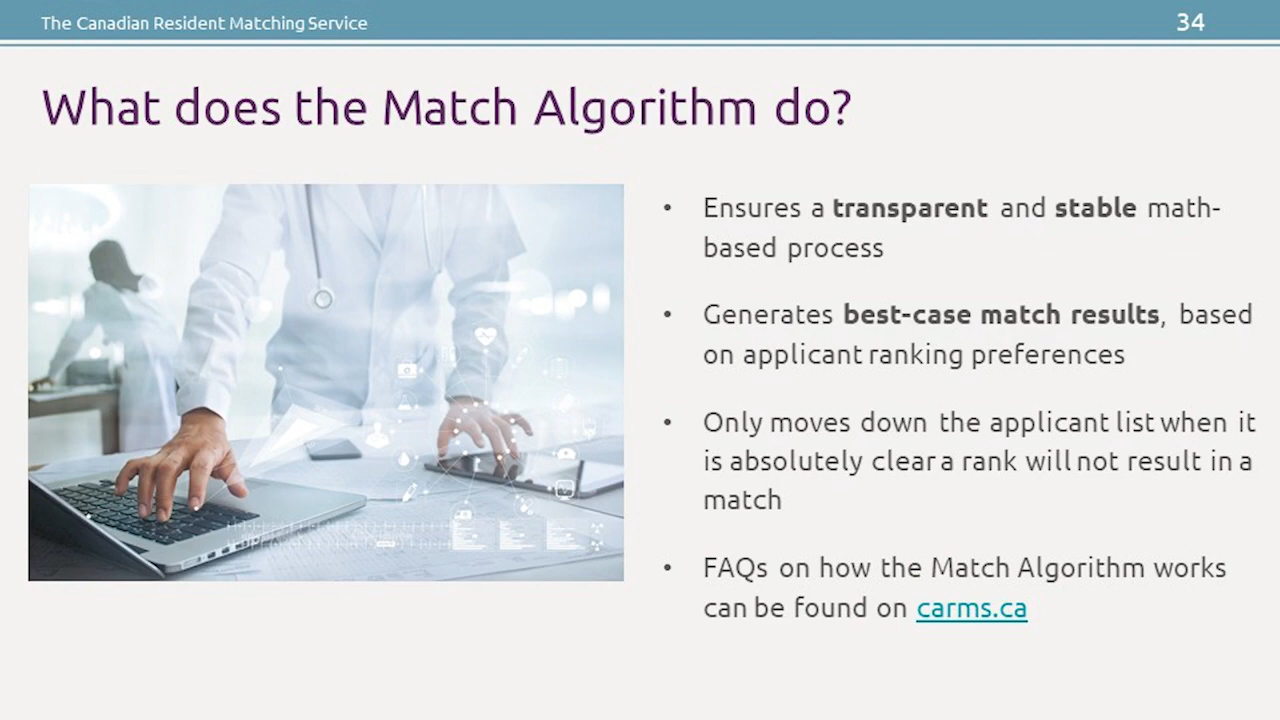 The Canadian Resident Matching Service
34
What does the Match Algorithm do?
• Ensures a transparent and stable math-
based process
• Generates best-case match results, based
on applicant ranking preferences
• Only moves down the applicant list when it
is absolutely clear a rank will not result in a
match
• FAQs on how the Match Algorithm works
can be found on carms.ca